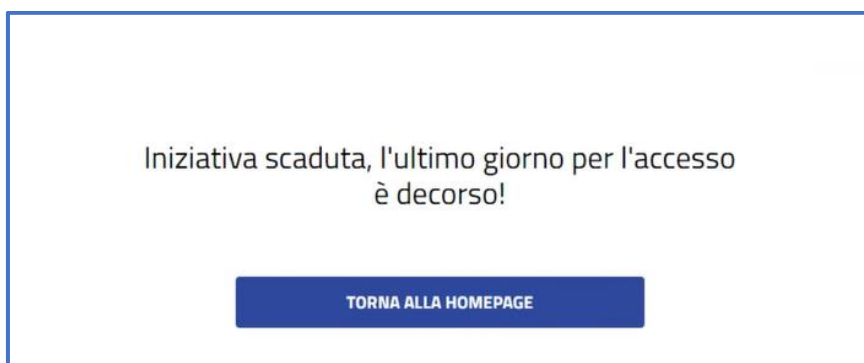 Iniziativa scaduta, l'ultimo giorno per l'accesso
è decorso!
TORNA ALLA HOMEPAGE